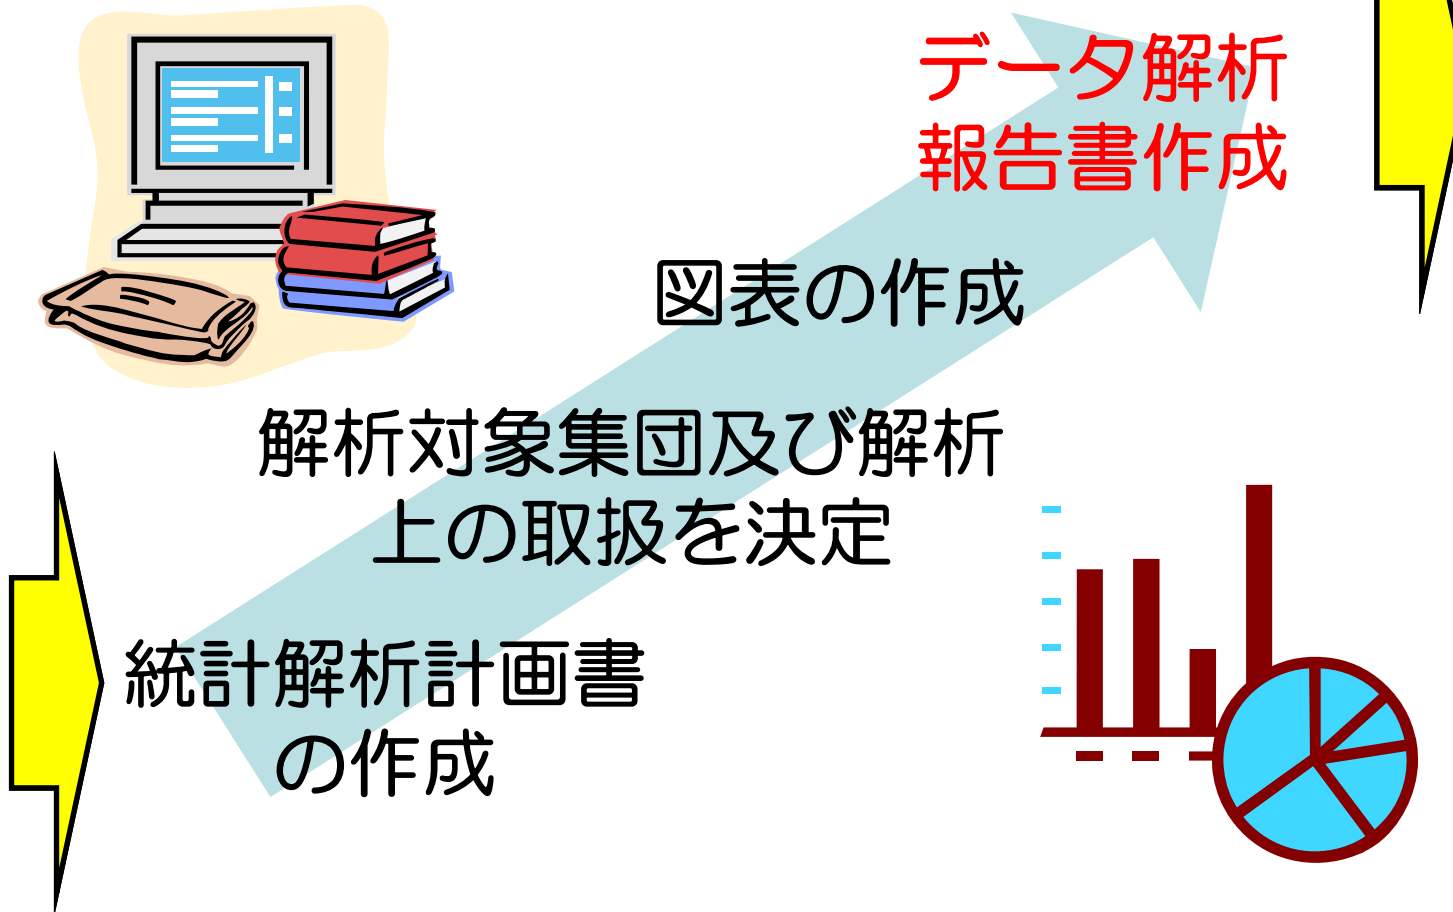 データ解析
報告書作成
図表の作成
解析対象集団及び解析
上の取扱を決定
統計解析計画書
の作成